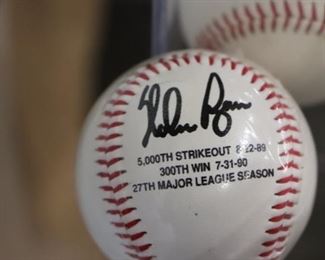 Nolan Ryan
5,000TH STRIKEOUT 8-22-89
300TH WIN 7-31-90
27TH MAJOR LEAGUE SEASON